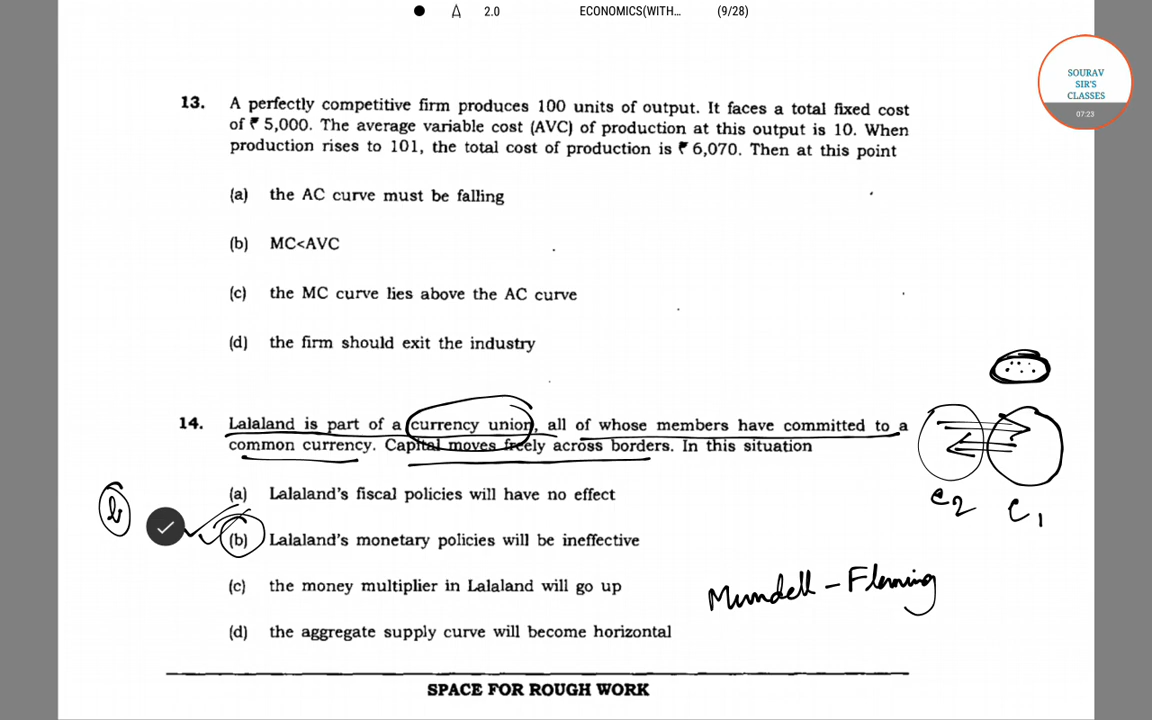 2.0 ECONOMICS(WITH... (9/28)
SOURAV
SIR'S
CLASSES
07:23
13. A perfectly competitive firm produces 100 units of output. It faces a total fixed cost
of ₹ 5,000. The average variable cost (AVC) of production at this output is 10. When
production rises to 101, the total cost of production is ₹ 6,070. Then at this point
(a) the AC curve must be falling
(b) MC<AVC
(c) the MC curve lies above the AC curve
(d) the firm should exit the industry
14. Lalaland is part of a currency union, all of whose members have committed to a
common currency. Capital moves freely across borders. In this situation
(a) Lalaland's fiscal policies will have no effect
(b) Lalaland's monetary policies will be ineffective
(c) the money multiplier in Lalaland will go up
(d) the aggregate supply curve will become horizontal
b
C2 C1
Mundell - Fleming
SPACE FOR ROUGH WORK